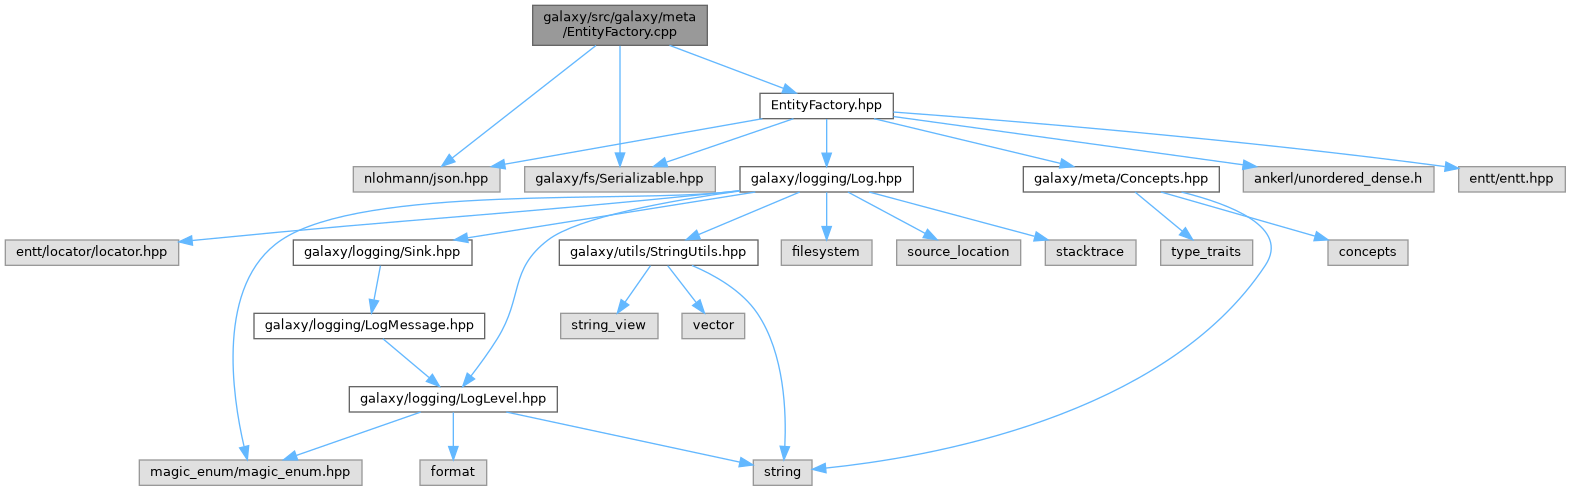 galaxy/src/galaxy/meta
/EntityFactory.cpp
EntityFactory.hpp
nlohmann/json.hpp
galaxy/fs/Serializable.hpp
galaxy/logging/Log.hpp
galaxy/meta/Concepts.hpp
ankerl/unordered_dense.h
entt/entt.hpp
entt/locator/locator.hpp
galaxy/logging/Sink.hpp
galaxy/utils/StringUtils.hpp
filesystem
source_location
stacktrace
type_traits
concepts
galaxy/logging/LogMessage.hpp
string_view
vector
galaxy/logging/LogLevel.hpp
magic_enum/magic_enum.hpp
format
string